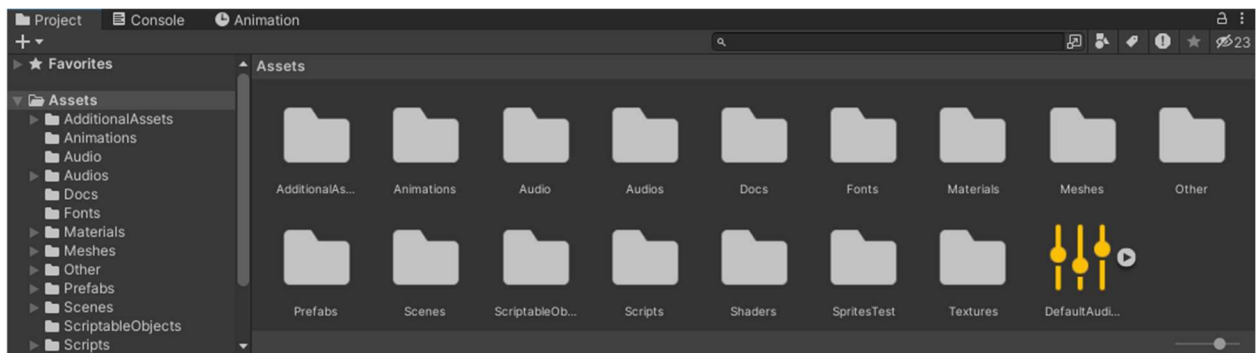 Project Console Animation
23
Favorites
Assets
Assets
AdditionalAssets
Animations
Audio
Audios
Docs
Fonts
Materials
Meshes
Other
Prefabs
Scenes
ScriptableObjects
Scripts
AdditionalAs... Animations Audio Audios Docs Fonts Materials Meshes Other
Prefabs Scenes ScriptableOb... Scripts Shaders SpritesTest Textures DefaultAudi...